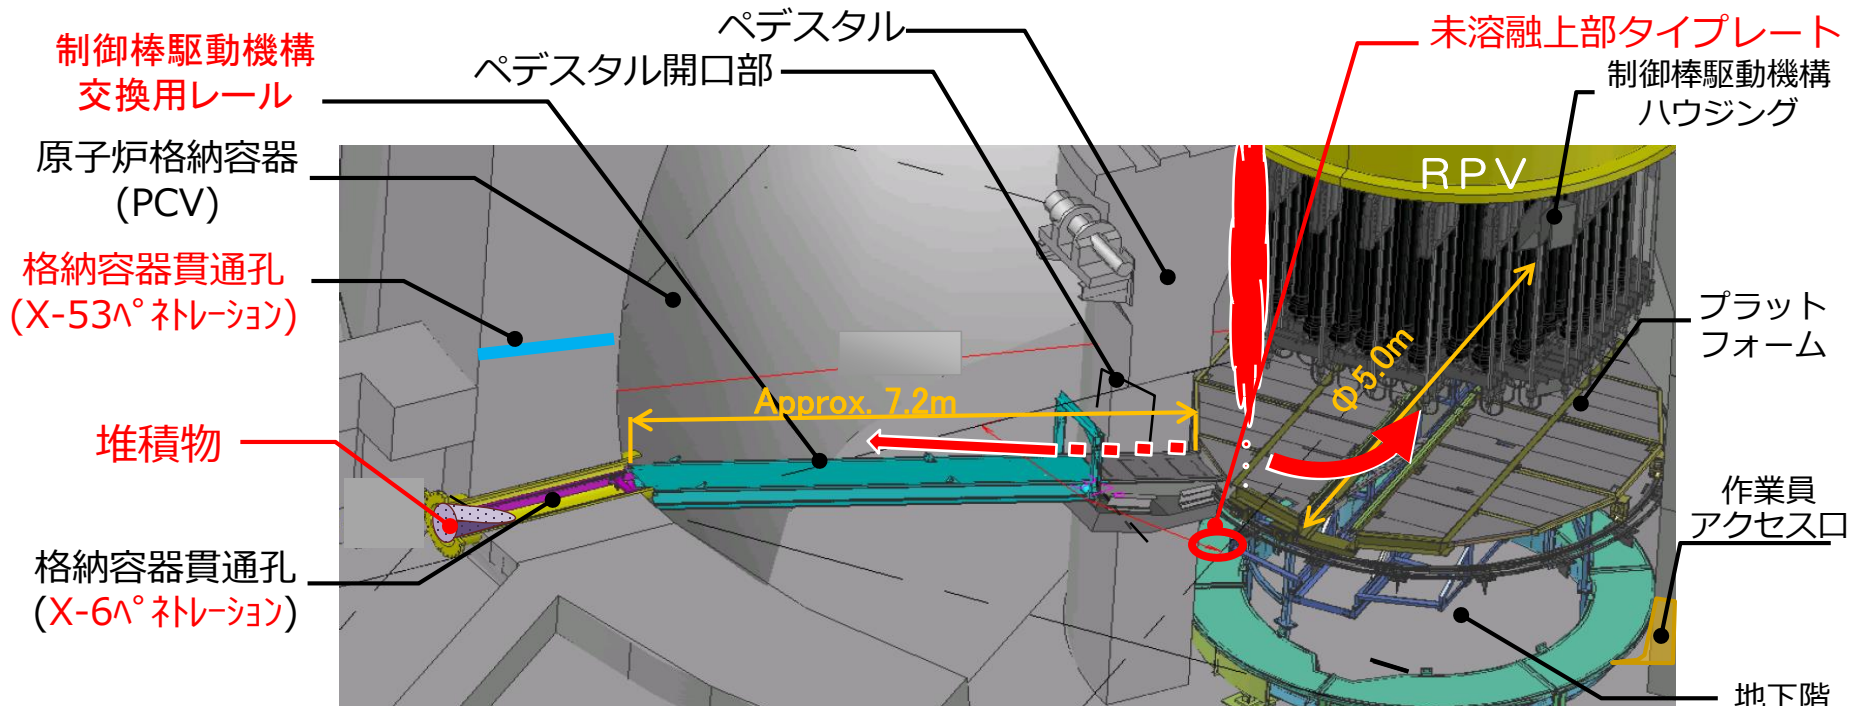 ペデスタル
未溶融上部タイプレート
制御棒駆動機構
交換用レール
ペデスタル開口部
制御棒駆動機構
ハウジング
原子炉格納容器
(PCV)
RPV
格納容器貫通孔
(X-53ﾍﾟﾈﾄﾚｰｼｮﾝ)
プラット
フォーム
Φ5.0m
Approx. 7.2m
堆積物
作業員
アクセス口
格納容器貫通孔
(X-6ﾍﾟﾈﾄﾚｰｼｮﾝ)
地下階